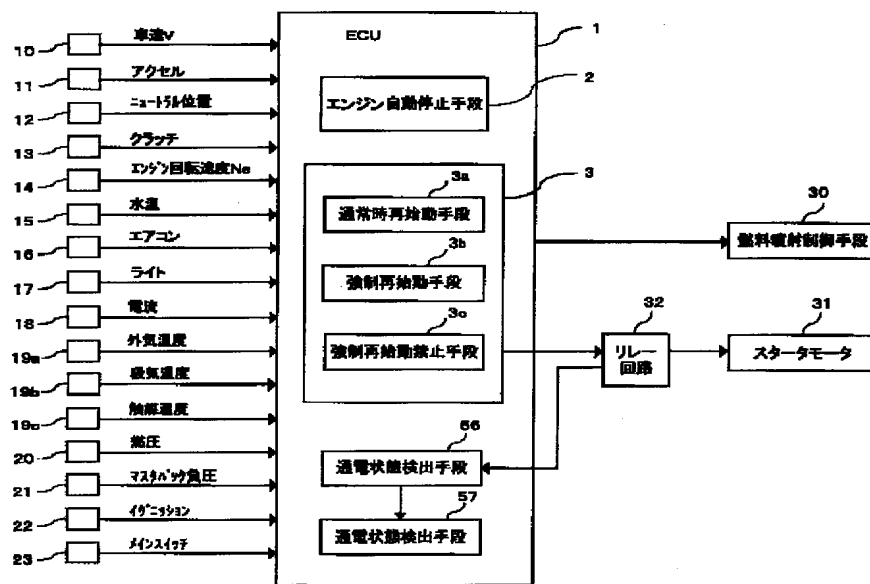 ECU
1
2
エンジン自動停止手段
3
3a
通常時再始動手段
3b
強制再始動手段
3c
強制再始動禁止手段
56
通電状態検出手段
57
通電状態検出手段
10
車速V
11
アクセル
12
ニュートラル位置
13
クラッチ
14
エンジン回転速度Ne
15
水温
16
エアコン
17
ライト
18
電流
19a
外気温度
19b
吸気温度
19c
触媒温度
20
燃圧
21
マスタバック負圧
22
イグニッション
23
メインスイッチ
30
燃料噴射制御手段
32
リレー
回路
31
スタータモータ